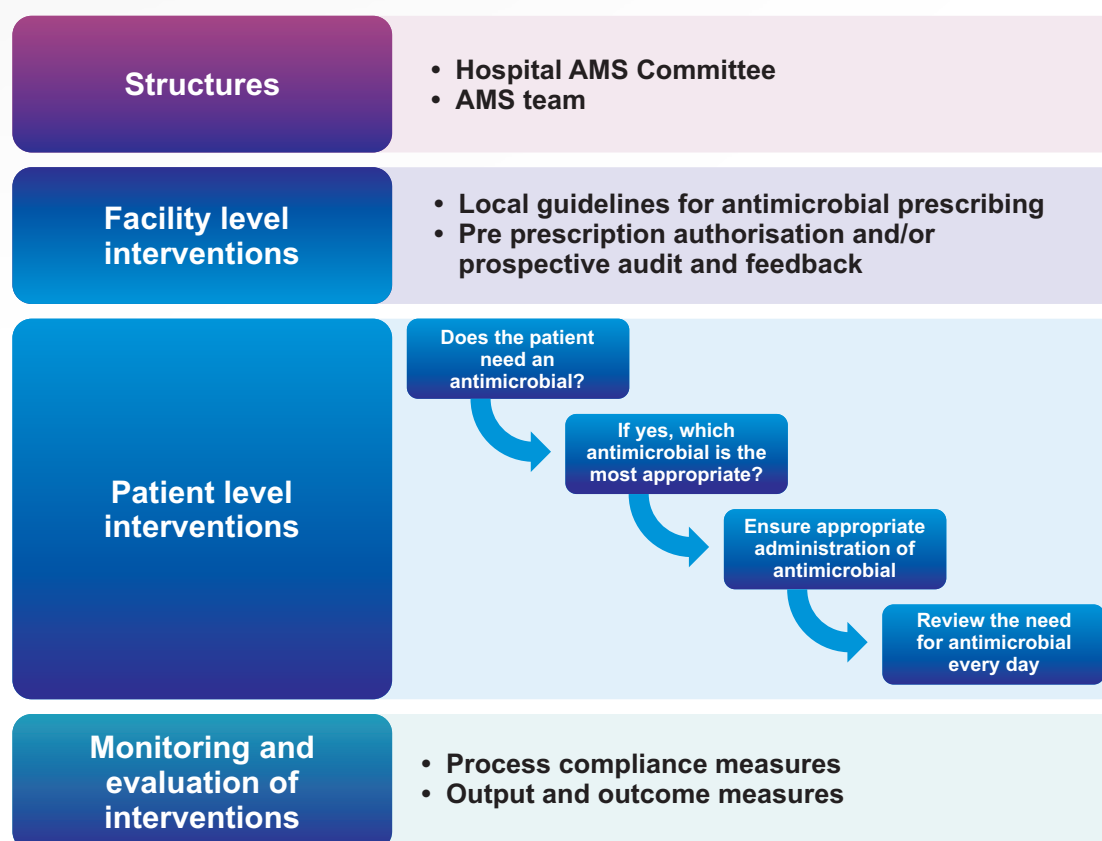 Structures
• Hospital AMS Committee
• AMS team
Facility level
interventions
• Local guidelines for antimicrobial prescribing
• Pre prescription authorisation and/or
prospective audit and feedback
Patient level
interventions
Does the patient
need an
antimicrobial?
If yes, which
antimicrobial is the
most appropriate?
Ensure appropriate
administration of
antimicrobial
Review the need
for antimicrobial
every day
Monitoring and
evaluation of
interventions
• Process compliance measures
• Output and outcome measures